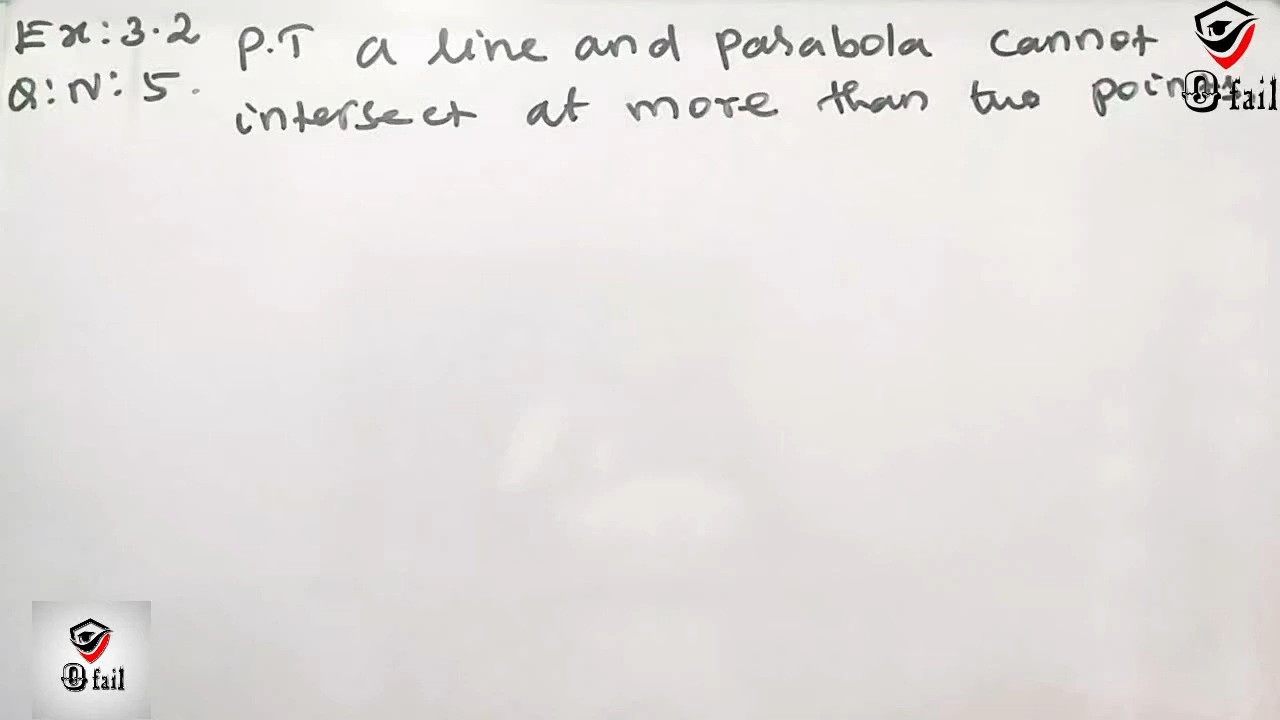 Ex: 3.2 P.T a line and parabola cannot
Q: N: 5. intersect at more than two points
0 fail
0 fail